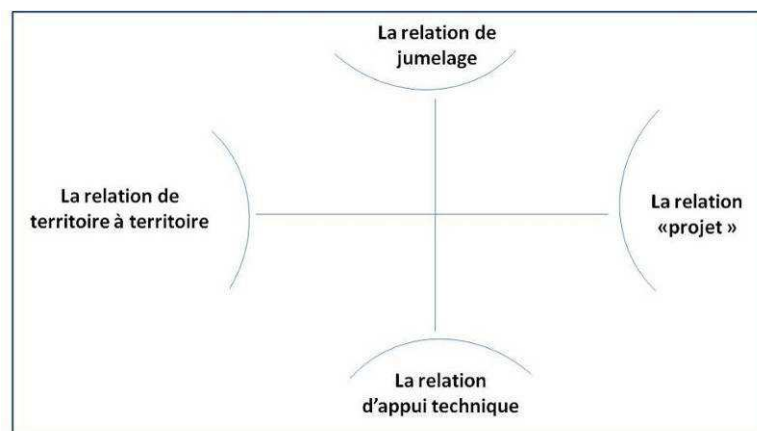 La relation de
jumelage
La relation de
territoire à territoire
La relation
«projet »
La relation
d'appui technique